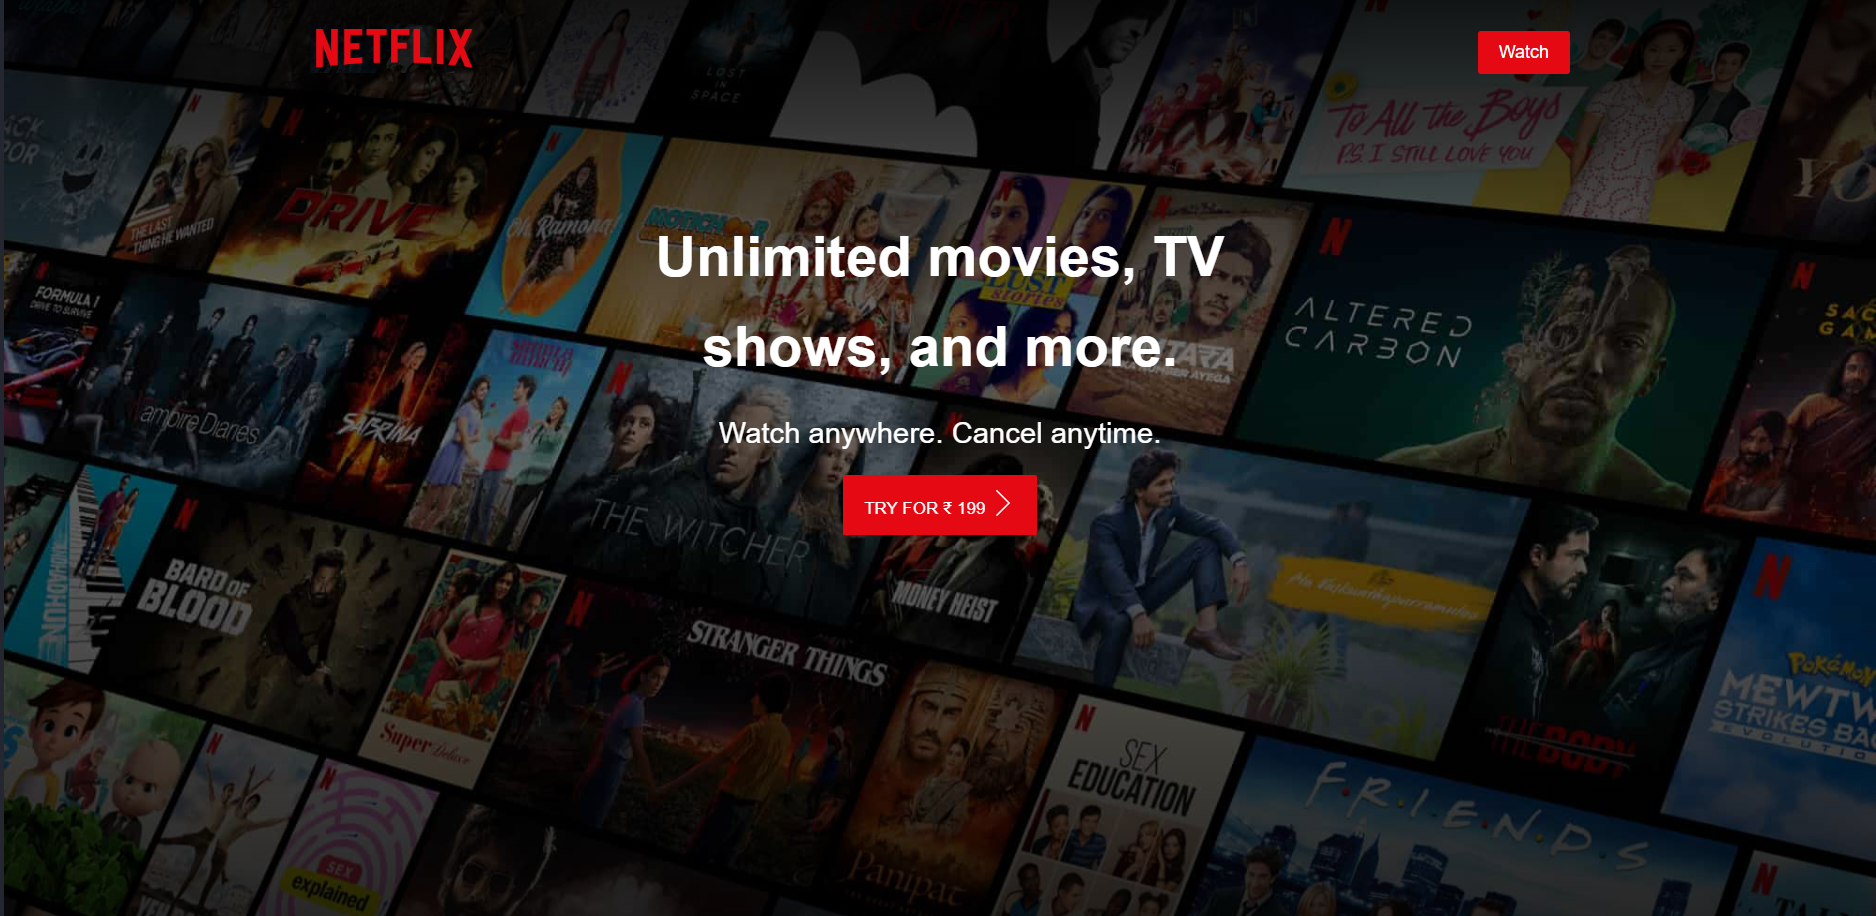 NETFLIX
Watch
LOST
IN
SPACE
To All the Boys
P.S. I STILL LOVE YOU
THE LAST
THING HE WANTED
DRIVE
Oh, Ramona!
Unlimited movies, TV
shows, and more.
LUST
stories
ALTERED
CARBON
FORMULA 1
DRIVE TO SURVIVE
Vampire Diaries
SABRINA
Watch anywhere. Cancel anytime.
TRY FOR ₹ 199
THE WITCHER
MONEY HEIST
BARD OF
BLOOD
STRANGER THINGS
Super Deluxe
THE BODY
POKÉMON
STRIKES BAC
EVOLUTION
SEX
EDUCATION
F.R.I.E.N.D.S
Panipat
SEX
explained